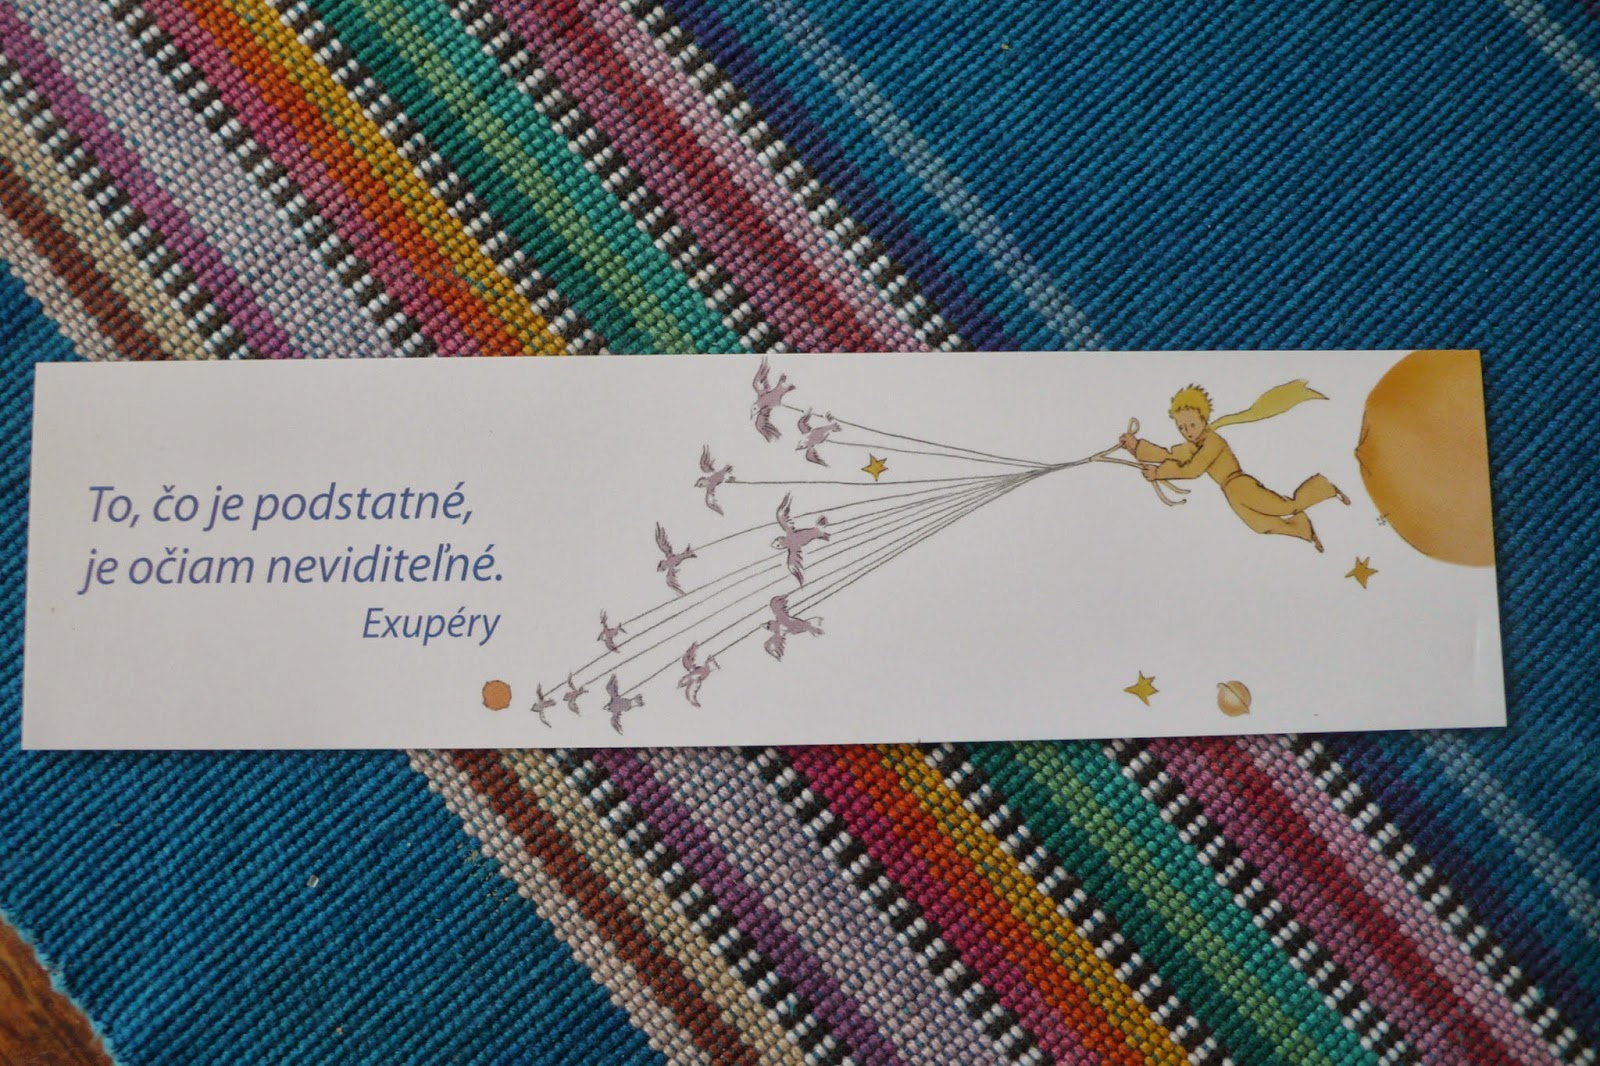 To, čo je podstatné,
je očiam neviditeľné.
Exupéry